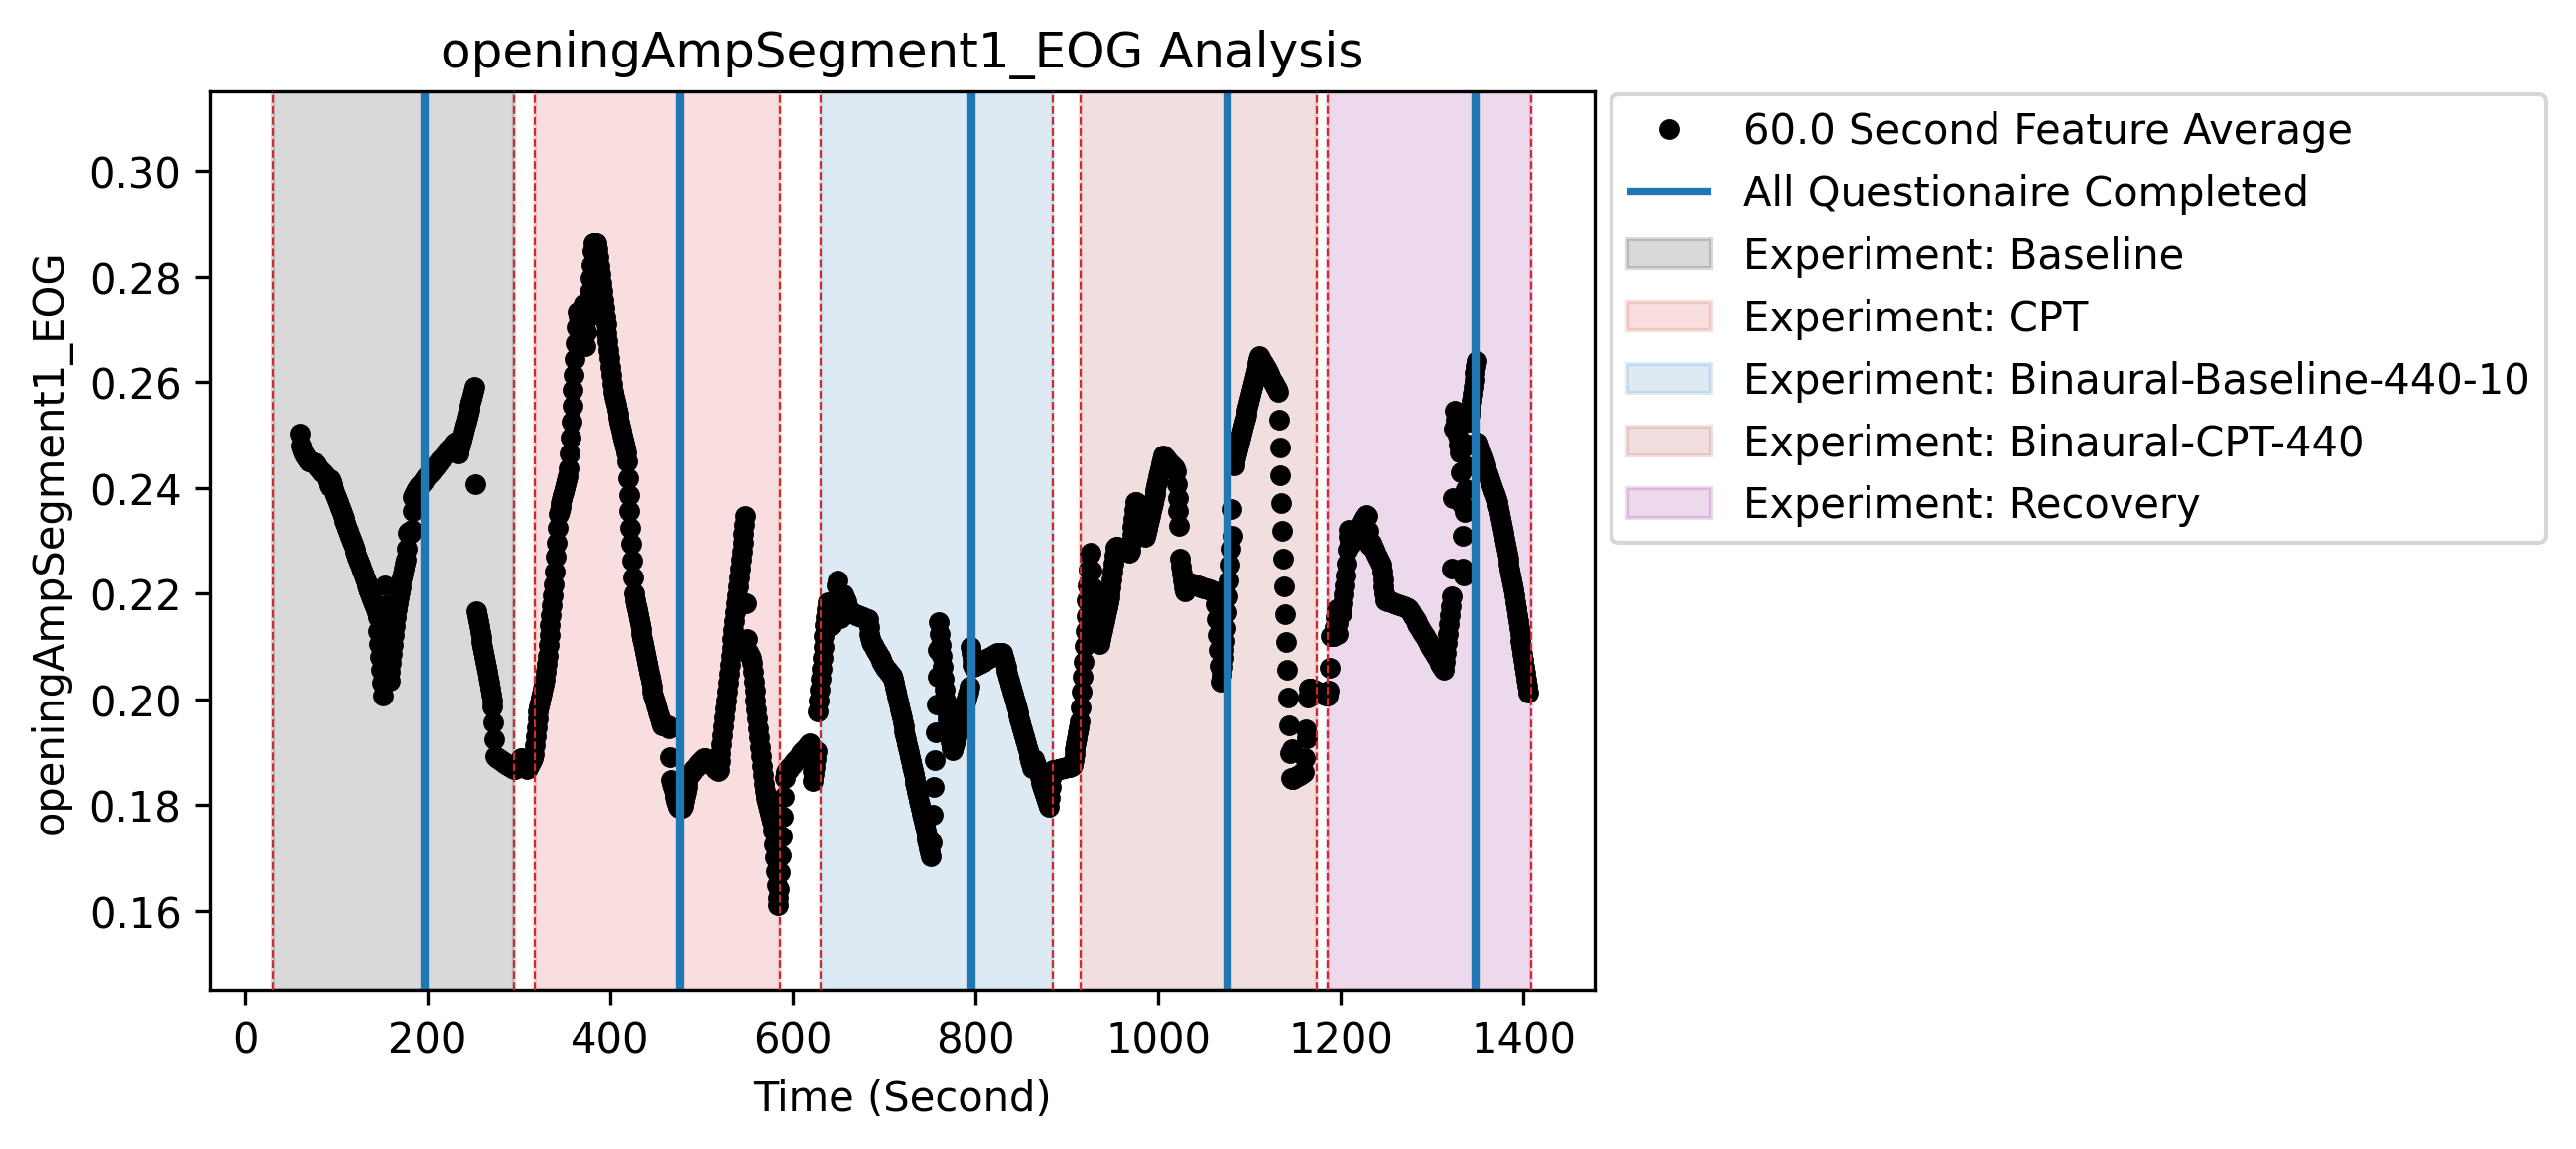 openingAmpSegment1_EOG Analysis
openingAmpSegment1_EOG
0.30
0.28
0.26
0.24
0.22
0.20
0.18
0.16
0 200 400 600 800 1000 1200 1400
Time (Second)
60.0 Second Feature Average
All Questionaire Completed
Experiment: Baseline
Experiment: CPT
Experiment: Binaural-Baseline-440-10
Experiment: Binaural-CPT-440
Experiment: Recovery